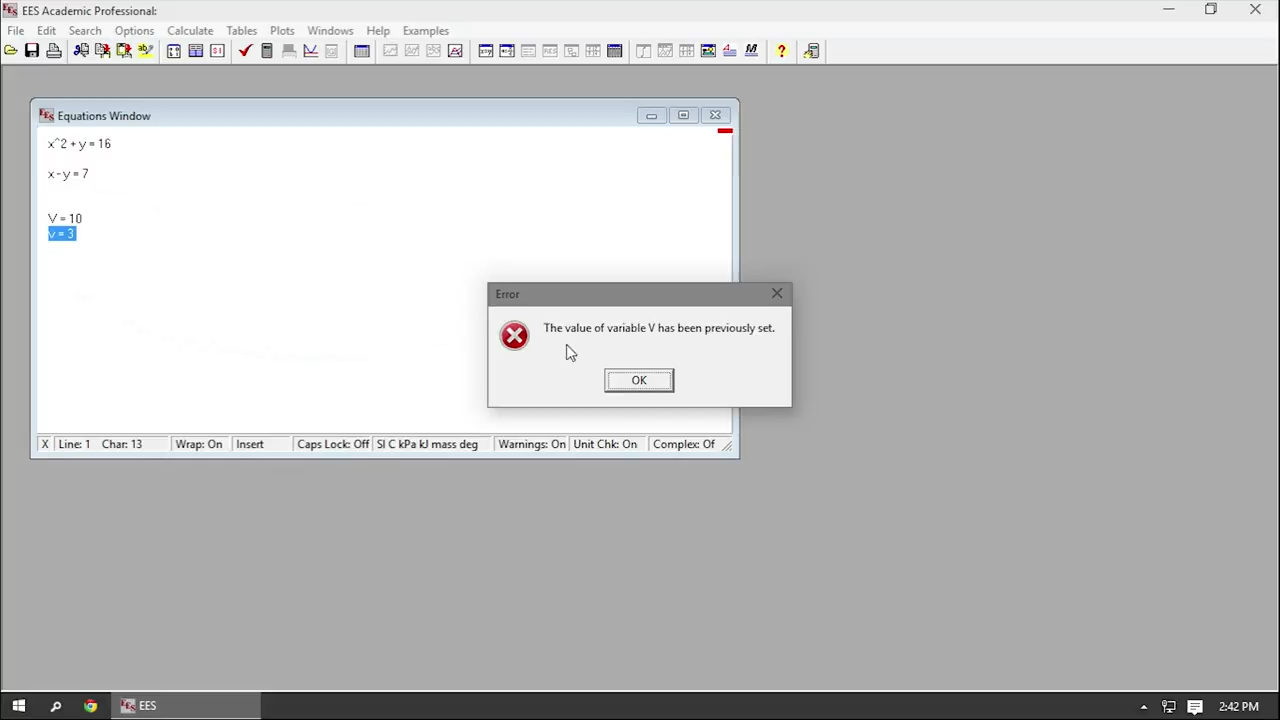 EES Academic Professional:
File Edit Search Options Calculate Tables Plots Windows Help Examples
Equations Window
x^2 + y = 16
x - y = 7
V = 10
v = 3
Error
The value of variable V has been previously set.
OK
X Line: 1 Char: 13 Wrap: On Insert Caps Lock: Off SI C kPa kJ mass deg Warnings: On Unit Chk: On Complex: Of
EES
2:42 PM